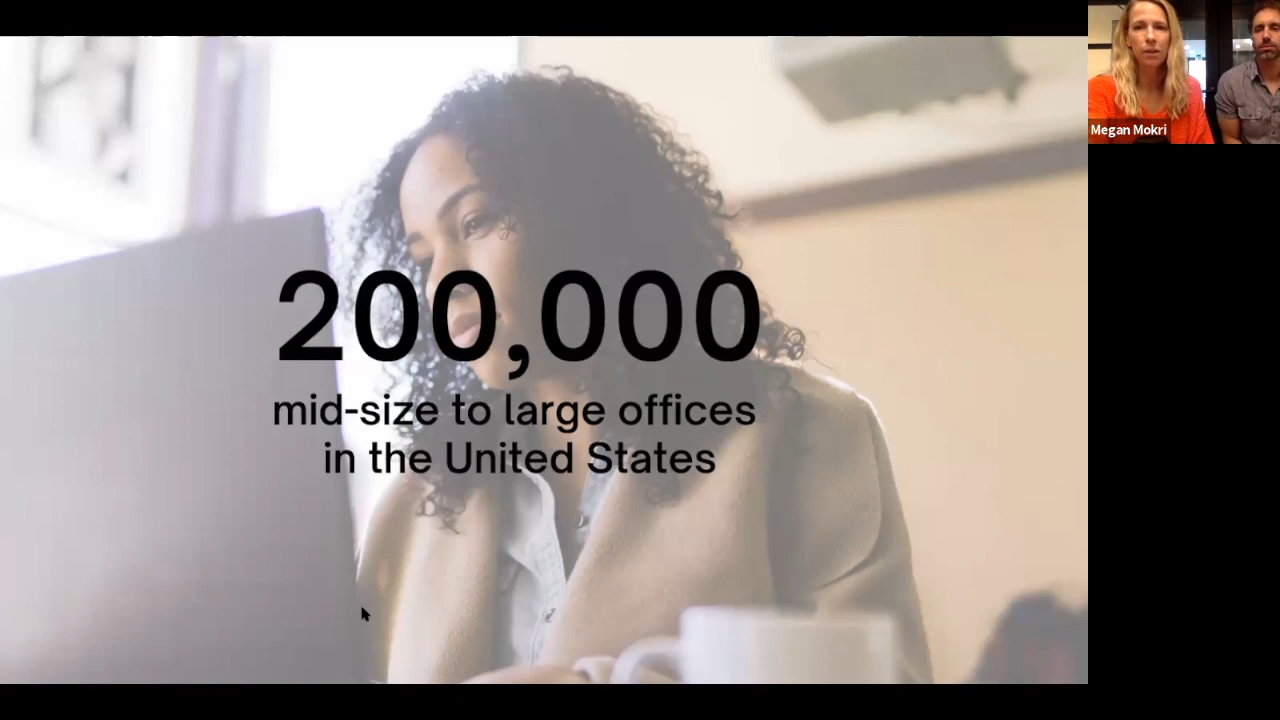 200,000
mid-size to large offices
in the United States
Megan Mokri